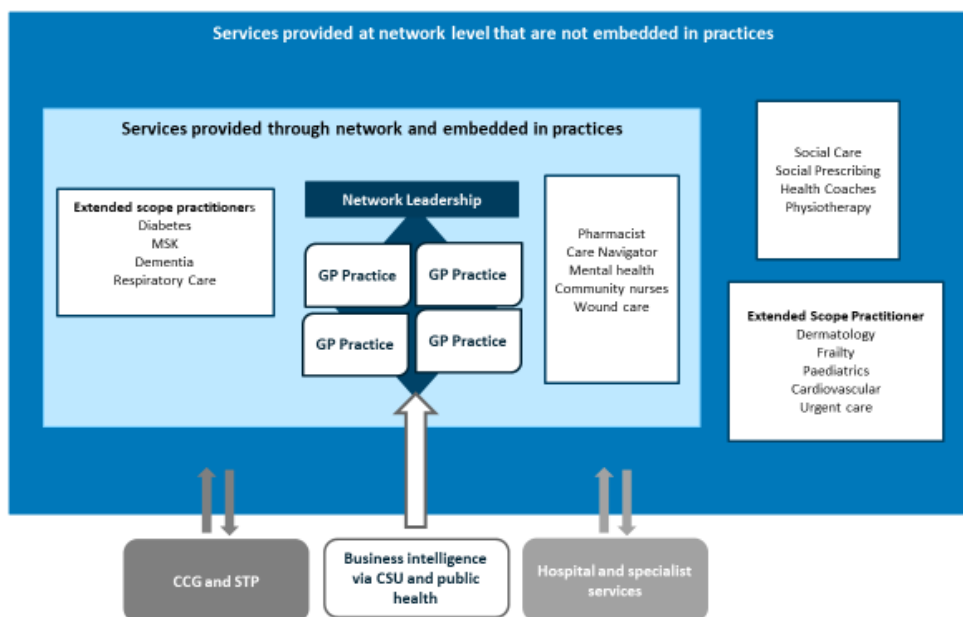 Services provided at network level that are not embedded in practices
Services provided through network and embedded in practices
Extended scope practitioners
Diabetes
MSK
Dementia
Respiratory Care
Network Leadership
GP Practice
GP Practice
GP Practice
GP Practice
Pharmacist
Care Navigator
Mental health
Community nurses
Wound care
Social Care
Social Prescribing
Health Coaches
Physiotherapy
Extended Scope Practitioner
Dermatology
Frailty
Paediatrics
Cardiovascular
Urgent care
CCG and STP
Business intelligence
via CSU and public
health
Hospital and specialist
services